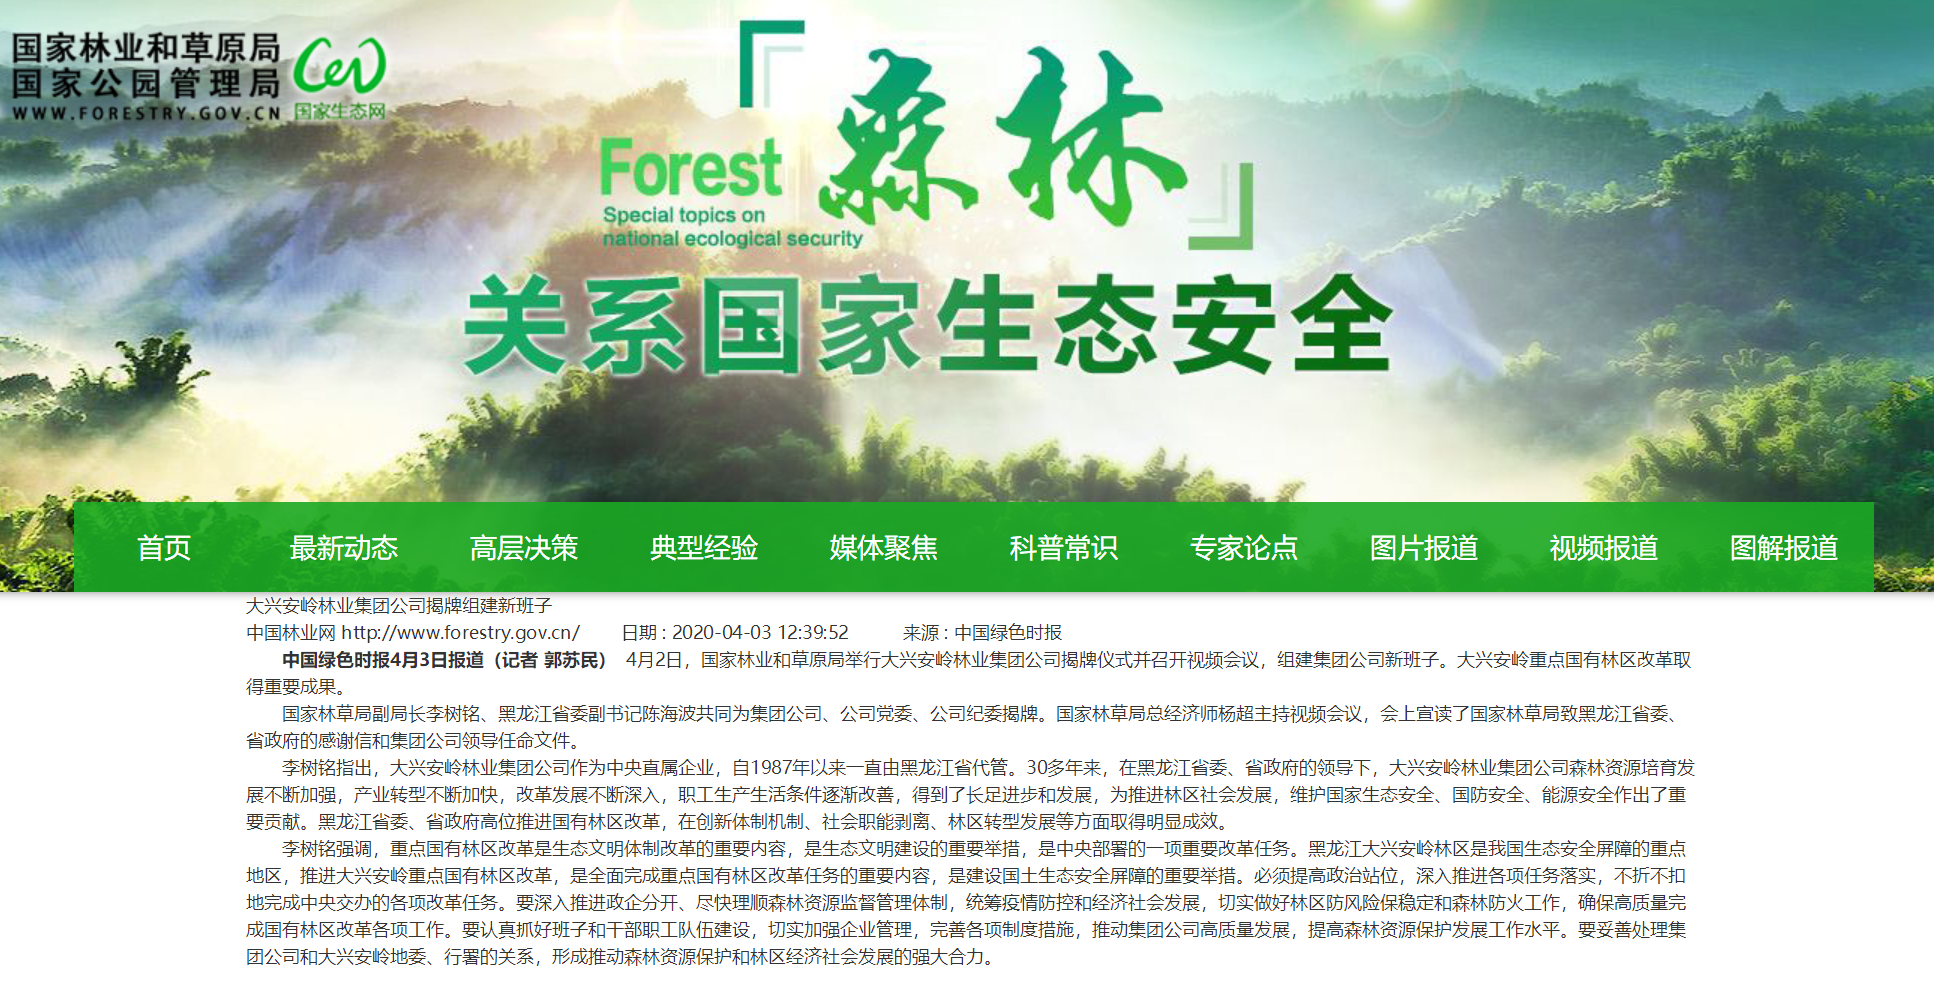 国家林业和草原局
国家公园管理局
WWW.FORESTRY.GOV.CN
国家生态网
森林
Forest
Special topics on
national ecological security
关系国家生态安全
首页 最新动态 高层决策 典型经验 媒体聚焦 科普常识 专家论点 图片报道 视频报道 图解报道
大兴安岭林业集团公司揭牌组建新班子
中国林业网 http://www.forestry.gov.cn/ 日期 : 2020-04-03 12:39:52 来源 : 中国绿色时报
中国绿色时报4月3日报道（记者 郭苏民） 4月2日，国家林业和草原局举行大兴安岭林业集团公司揭牌仪式并召开视频会议，组建集团公司新班子。大兴安岭重点国有林区改革取
得重要成果。
国家林草局副局长李树铭、黑龙江省委副书记陈海波共同为集团公司、公司党委、公司纪委揭牌。国家林草局总经济师杨超主持视频会议，会上宣读了国家林草局致黑龙江省委、
省政府的感谢信和集团公司领导任命文件。
李树铭指出，大兴安岭林业集团公司作为中央直属企业，自1987年以来一直由黑龙江省代管。30多年来，在黑龙江省委、省政府的领导下，大兴安岭林业集团公司森林资源培育发
展不断加强，产业转型不断加快，改革发展不断深入，职工生产生活条件逐渐改善，得到了长足进步和发展，为推进林区社会发展，维护国家生态安全、国防安全、能源安全作出了重
要贡献。黑龙江省委、省政府高位推进国有林区改革，在创新体制机制、社会职能剥离、林区转型发展等方面取得明显成效。
李树铭强调，重点国有林区改革是生态文明体制改革的重要内容，是生态文明建设的重要举措，是中央部署的一项重要改革任务。黑龙江大兴安岭林区是我国生态安全屏障的重点
地区，推进大兴安岭重点国有林区改革，是全面完成重点国有林区改革任务的重要内容，是建设国土生态安全屏障的重要举措。必须提高政治站位，深入推进各项任务落实，不折不扣
地完成中央交办的各项改革任务。要深入推进政企分开、尽快理顺森林资源监督管理体制，统筹疫情防控和经济社会发展，切实做好林区防风险保稳定和森林防火工作，确保高质量完
成国有林区改革各项工作。要认真抓好班子和干部职工队伍建设，切实加强企业管理，完善各项制度措施，推动集团公司高质量发展，提高森林资源保护发展工作水平。要妥善处理集
团公司和大兴安岭地委、行署的关系，形成推动森林资源保护和林区经济社会发展的强大合力。